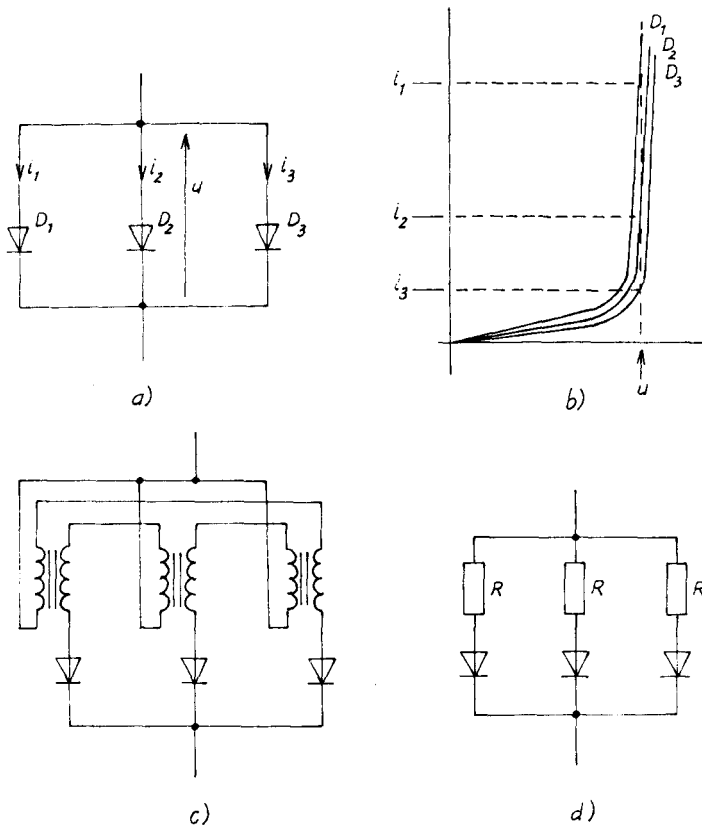 i₁
i₂
u
i₃
D₁
D₂
D₃
a)
D₁
D₂
D₃
i₁
i₂
i₃
u
b)
c)
R
R
R
d)